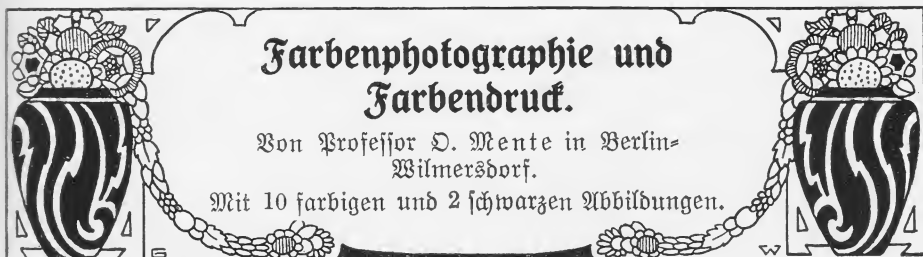 Farbenphotographie und
Farbendruck.
Von Professor O. Mente in Berlin=
Wilmersdorf.
Mit 10 farbigen und 2 schwarzen Abbildungen.
G W